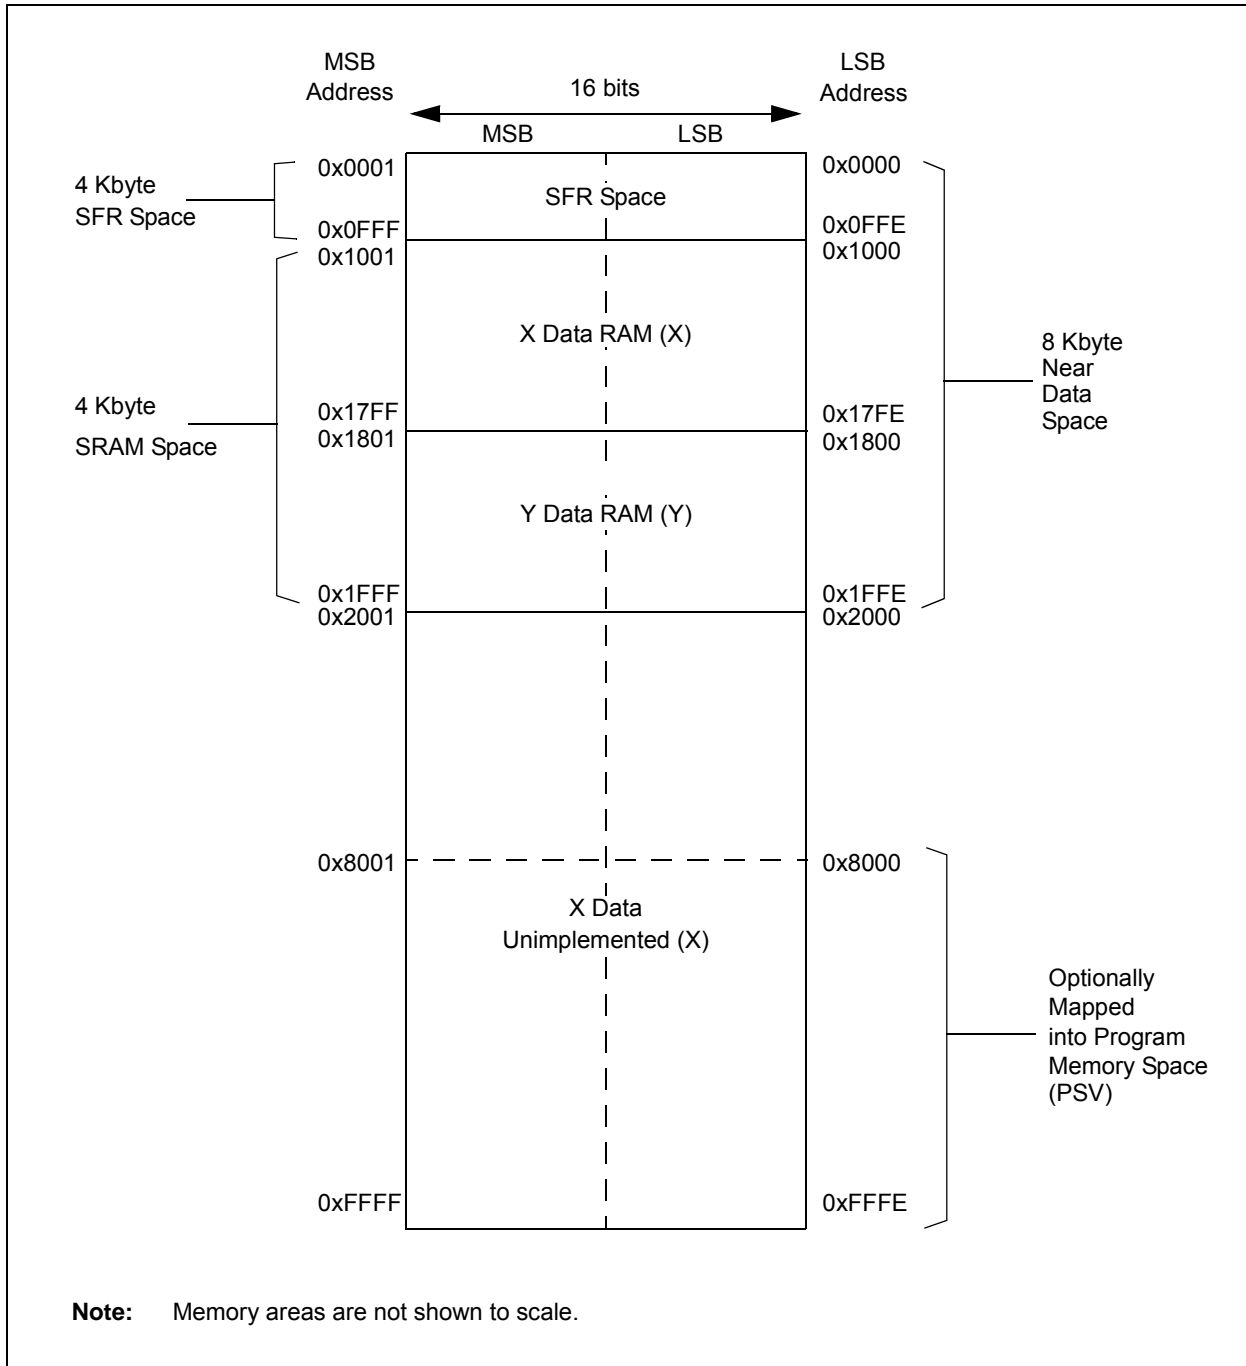 MSB
Address
16 bits
LSB
Address
MSB
LSB
4 Kbyte
SFR Space
0x0001
0x0FFF
SFR Space
0x0000
0x0FFE
0x1001
0x1000
X Data RAM (X)
4 Kbyte
SRAM Space
0x17FF
0x1801
0x17FE
0x1800
8 Kbyte
Near
Data
Space
Y Data RAM (Y)
0x1FFF
0x2001
0x1FFE
0x2000
0x8001
0x8000
X Data
Unimplemented (X)
Optionally
Mapped
into Program
Memory Space
(PSV)
0xFFFF
0xFFFE
Note: Memory areas are not shown to scale.